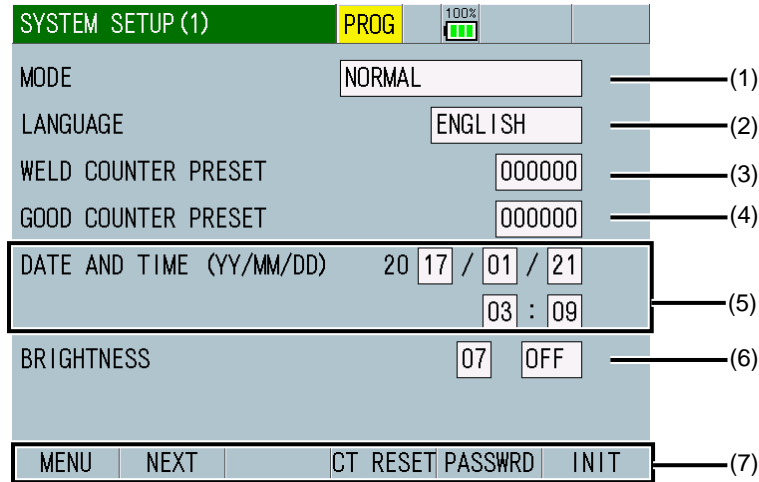 SYSTEM SETUP(1) PROG 100%
MODE NORMAL (1)
LANGUAGE ENGLISH (2)
WELD COUNTER PRESET 000000 (3)
GOOD COUNTER PRESET 000000 (4)
DATE AND TIME (YY/MM/DD) 20 17 / 01 / 21
03 : 09 (5)
BRIGHTNESS 07 OFF (6)
MENU NEXT CT RESET PASSWRD INIT (7)